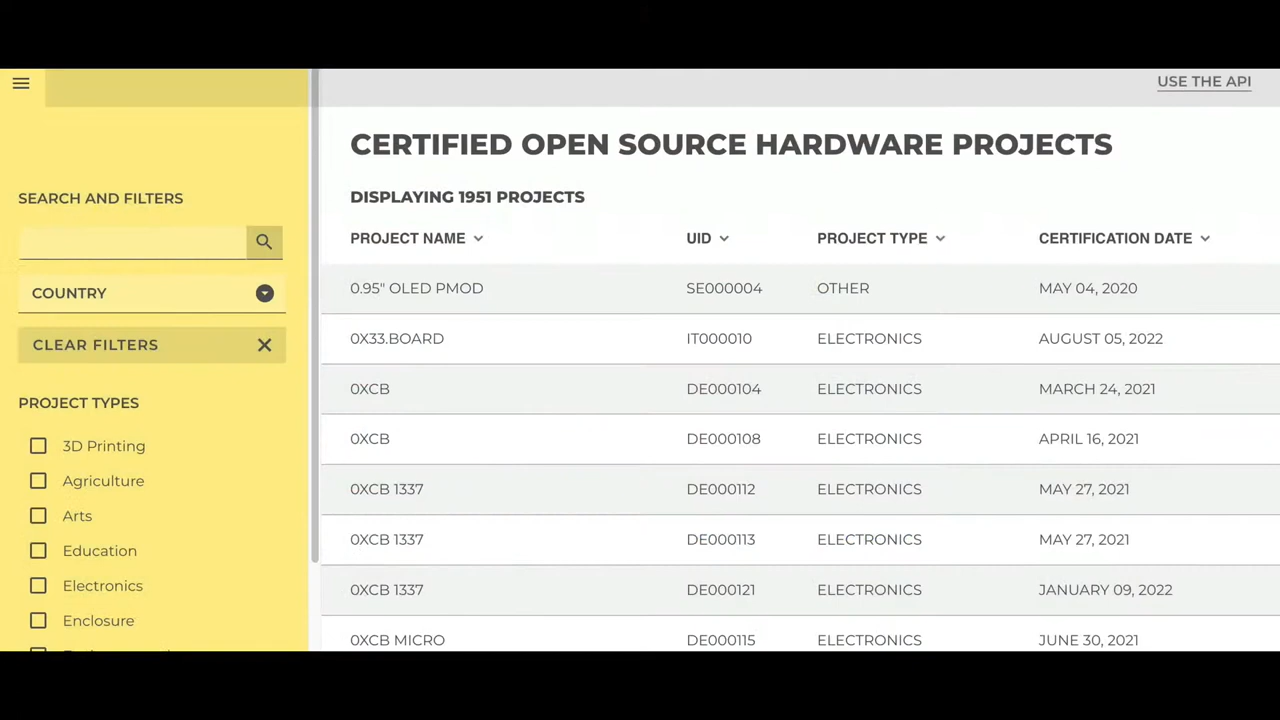 USE THE API
SEARCH AND FILTERS
COUNTRY
CLEAR FILTERS
PROJECT TYPES
3D Printing
Agriculture
Arts
Education
Electronics
Enclosure
CERTIFIED OPEN SOURCE HARDWARE PROJECTS
DISPLAYING 1951 PROJECTS
PROJECT NAME UID PROJECT TYPE CERTIFICATION DATE
0.95" OLED PMOD SE000004 OTHER MAY 04, 2020
0X33.BOARD IT000010 ELECTRONICS AUGUST 05, 2022
0XCB DE000104 ELECTRONICS MARCH 24, 2021
0XCB DE000108 ELECTRONICS APRIL 16, 2021
0XCB 1337 DE000112 ELECTRONICS MAY 27, 2021
0XCB 1337 DE000113 ELECTRONICS MAY 27, 2021
0XCB 1337 DE000121 ELECTRONICS JANUARY 09, 2022
0XCB MICRO DE000115 ELECTRONICS JUNE 30, 2021